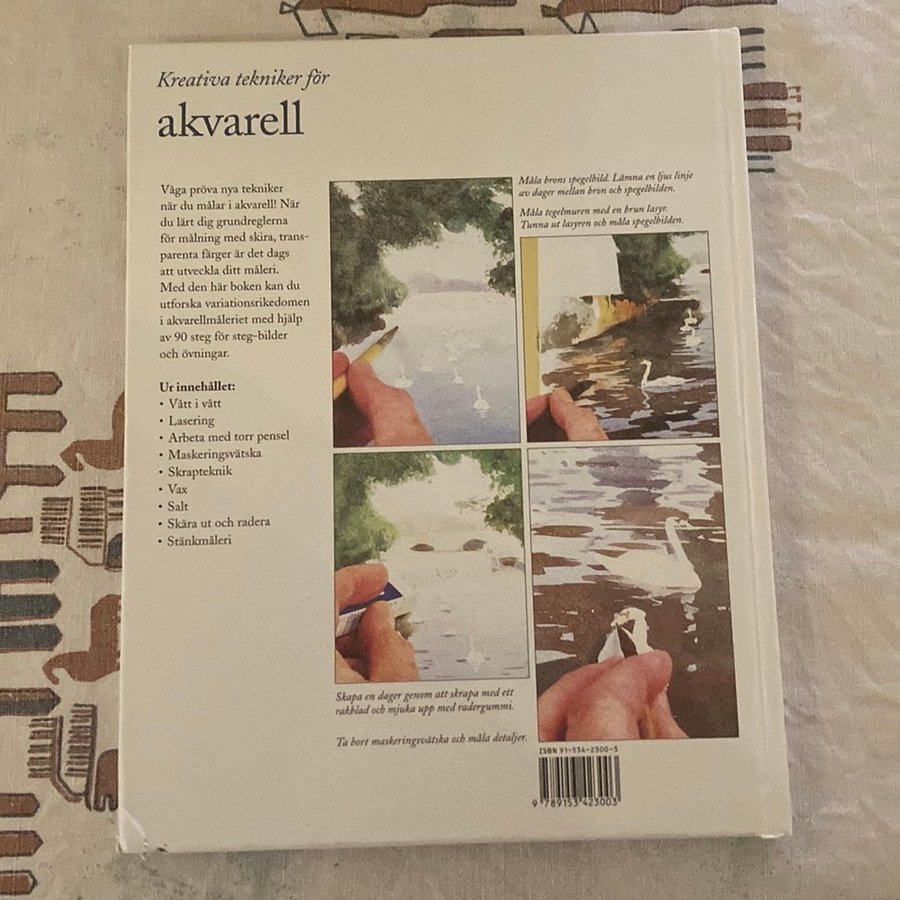 Kreativa tekniker för
akvarell
Våga pröva nya tekniker
när du målar i akvarell! När
du lärt dig grundreglerna
för målning med skira, trans-
parenta färger är det dags
att utveckla ditt måleri.
Med den här boken kan du
utforska variationsrikedomen
i akvarellmåleriet med hjälp
av 90 steg för steg-bilder
och övningar.
Ur innehållet:
• Vått i vått
• Lasering
• Arbeta med torr pensel
• Maskeringsvätska
• Skrapteknik
• Vax
• Salt
• Skära ut och radera
• Stänkmåleri
Måla brons spegelbild. Lämna en ljus linje
av dager mellan bron och spegelbilden.
Måla tegelmuren med en brun lasyr.
Tunna ut lasyren och måla spegelbilden.
Skapa en dager genom att skrapa med ett
rakblad och mjuka upp med radergummi.
Ta bort maskeringsvätska och måla detaljer.
ISBN 91-534-2300-3
9 789153 423003